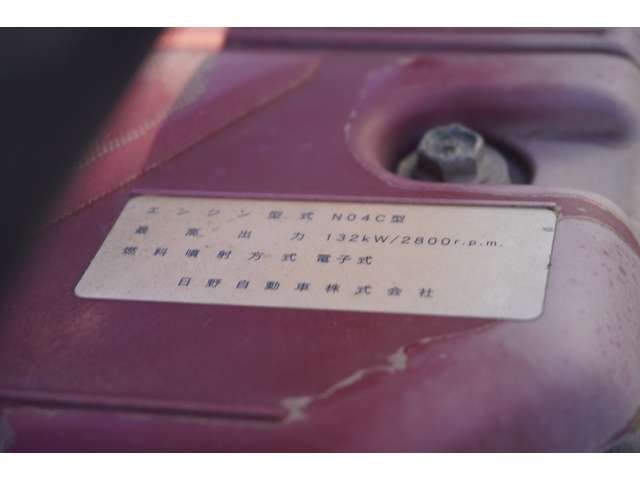 エンジン型式 N04C型
最高出力 132kW/2800r.p.m.
燃料噴射方式 電子式
日野自動車株式会社